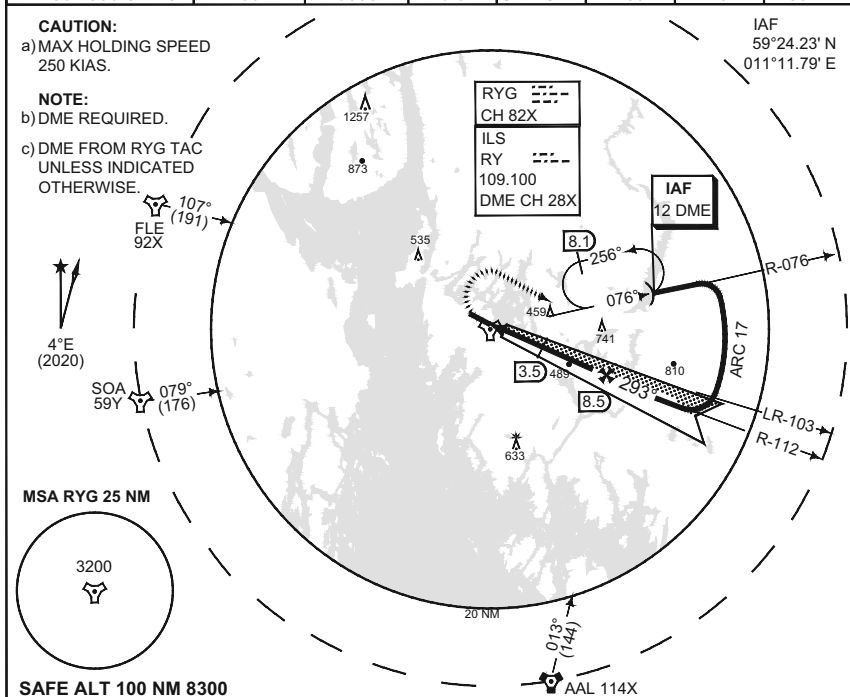 CAUTION:
a) MAX HOLDING SPEED
250 KIAS.
NOTE:
b) DME REQUIRED.
c) DME FROM RYG TAC
UNLESS INDICATED
OTHERWISE.
IAF
59°24.23' N
011°11.79' E
RYG
CH 82X
ILS
RY
109.100
DME CH 28X
IAF
12 DME
1257
873
535
107°
(191)
FLE
92X
8.1
256°
076°
R-076
459
741
4°E
(2020)
ARC 17
3.5
489
810
293°
8.5
SOA
59Y
079°
(176)
LR-103
R-112
633
MSA RYG 25 NM
3200
20 NM
013°
(144)
AAL 114X
SAFE ALT 100 NM 8300